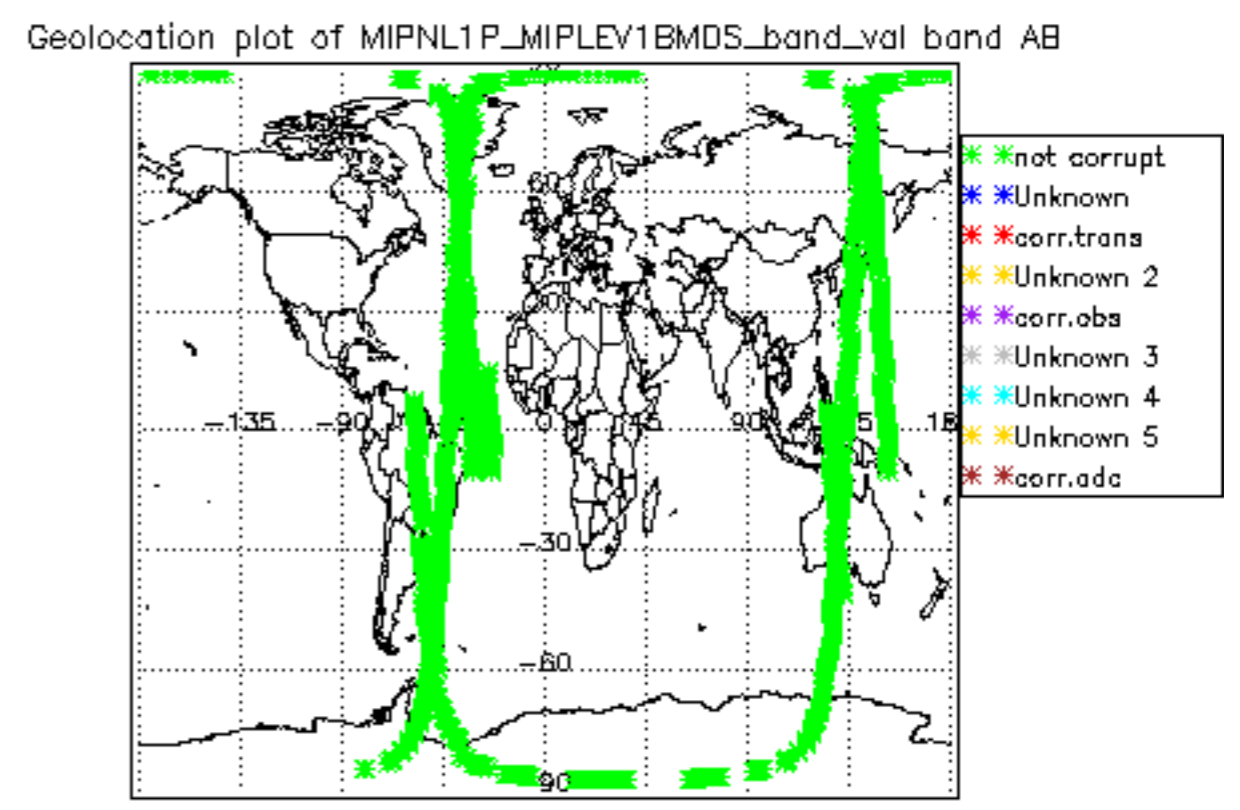 Geolocation plot of MIPNL1P_MIPLEV1BMDS_band_val band AB
not corrupt
Unknown
corr.trans
Unknown 2
corr.obs
Unknown 3
Unknown 4
Unknown 5
corr.adc
60
-135 -90 0 45 90
-30
-60